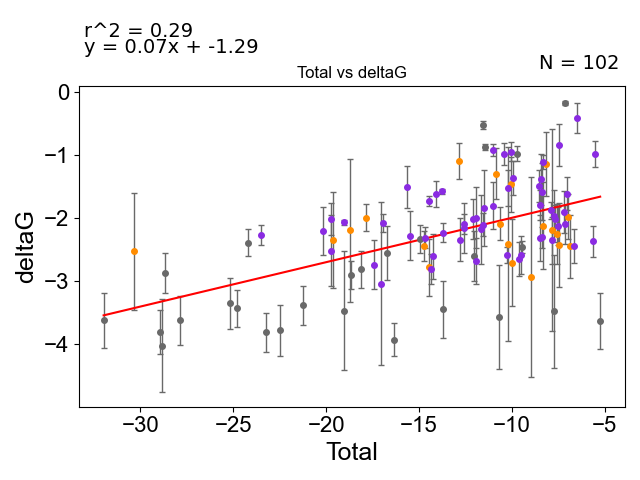 r^2 = 0.29
y = 0.07x + -1.29
N = 102
Total vs deltaG
deltaG
0
−1
−2
−3
−4
−30
−25
−20
−15
−10
−5
Total